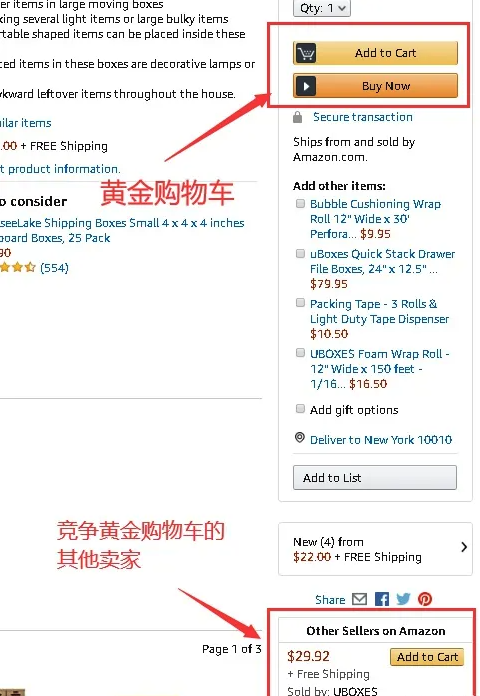 er items in large moving boxes
king several light items or large bulky items
rtable shaped items can be placed inside these
ced items in these boxes are decorative lamps or
wkward leftover items throughout the house.
ilar items
.00 + FREE Shipping
t product information.
黄金购物车
o consider
seeLake Shipping Boxes Small 4 x 4 x 4 inches
board Boxes, 25 Pack
90
(554)
Qty: 1
Add to Cart
Buy Now
Secure transaction
Ships from and sold by
Amazon.com.
Add other items:
Bubble Cushioning Wrap
Roll 12" Wide x 30'
Perfora... $9.95
uBoxes Quick Stack Drawer
File Boxes, 24" x 12.5" ...
$79.95
Packing Tape - 3 Rolls &
Light Duty Tape Dispenser
$10.50
UBOXES Foam Wrap Roll -
12" Wide x 150 feet -
1/16... $16.50
Add gift options
Deliver to New York 10010
Add to List
竞争黄金购物车的
其他卖家
New (4) from
$22.00 + FREE Shipping
Share
Page 1 of 3
Other Sellers on Amazon
$29.92
Add to Cart
+ Free Shipping
Sold by: UBOXES